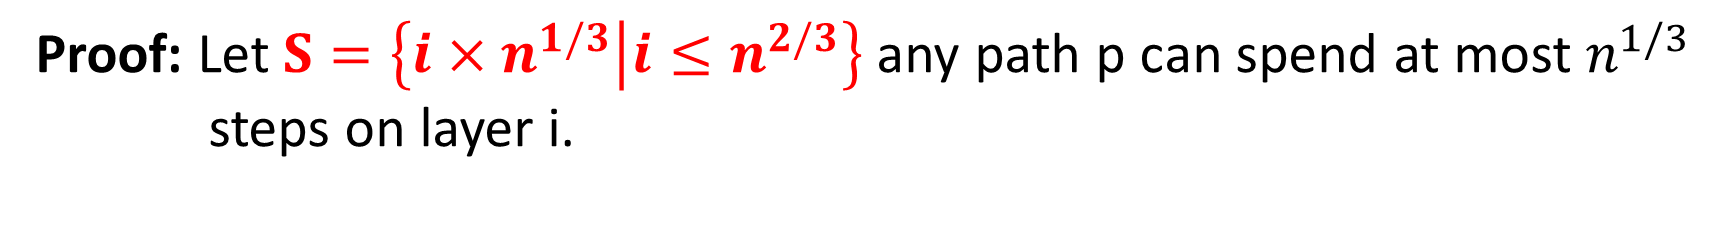 Proof: Let S = {i × n^{1/3}|i ≤ n^{2/3}} any path p can spend at most n^{1/3}
steps on layer i.